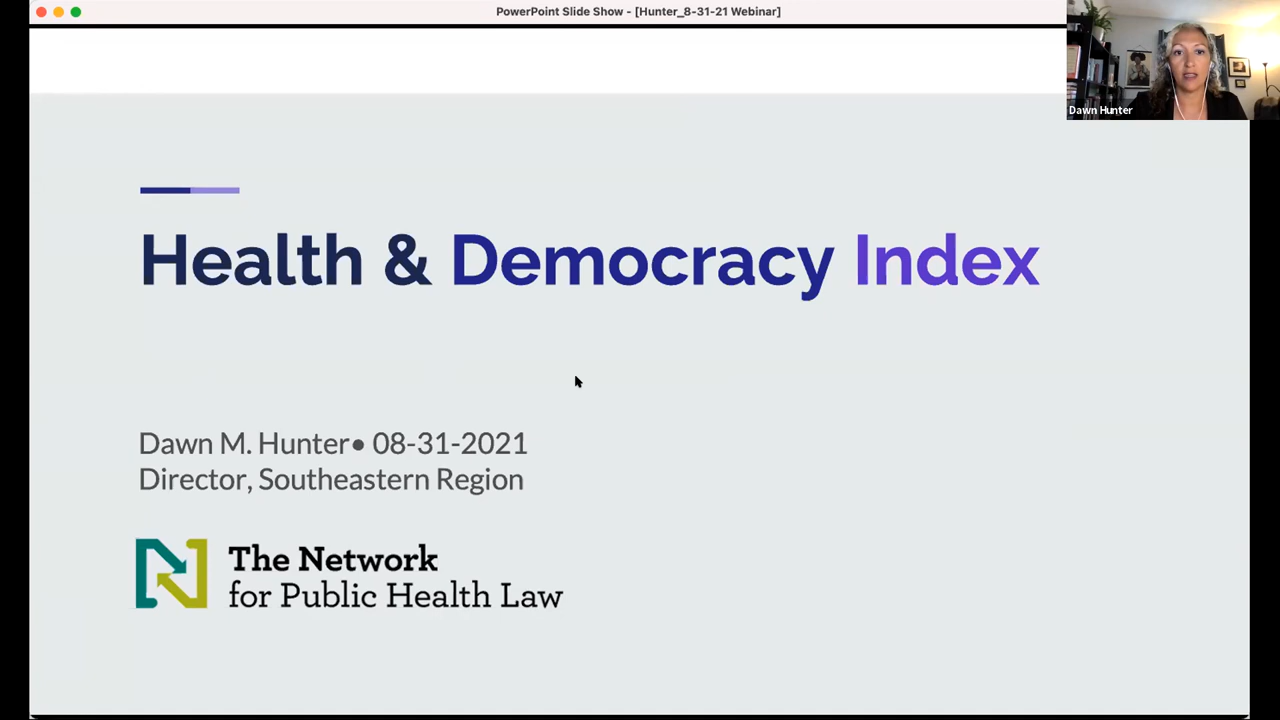 PowerPoint Slide Show - [Hunter_8-31-21 Webinar]
Dawn Hunter
Health & Democracy Index
Dawn M. Hunter• 08-31-2021
Director, Southeastern Region
The Network
for Public Health Law